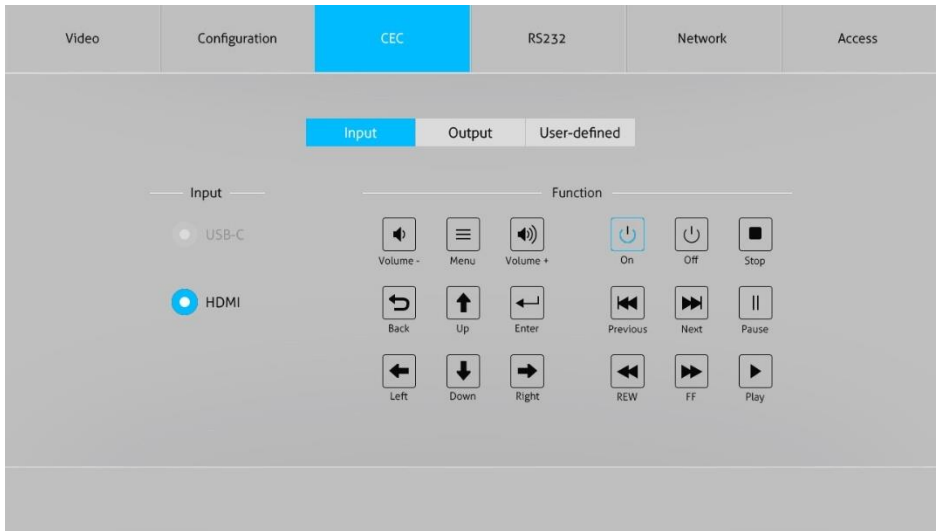 Video Configuration CEC RS232 Network Access
Input Output User-defined
Input Function
USB-C
Volume - Menu Volume + On Off Stop
HDMI
Back Up Enter Previous Next Pause
Left Down Right REW FF Play